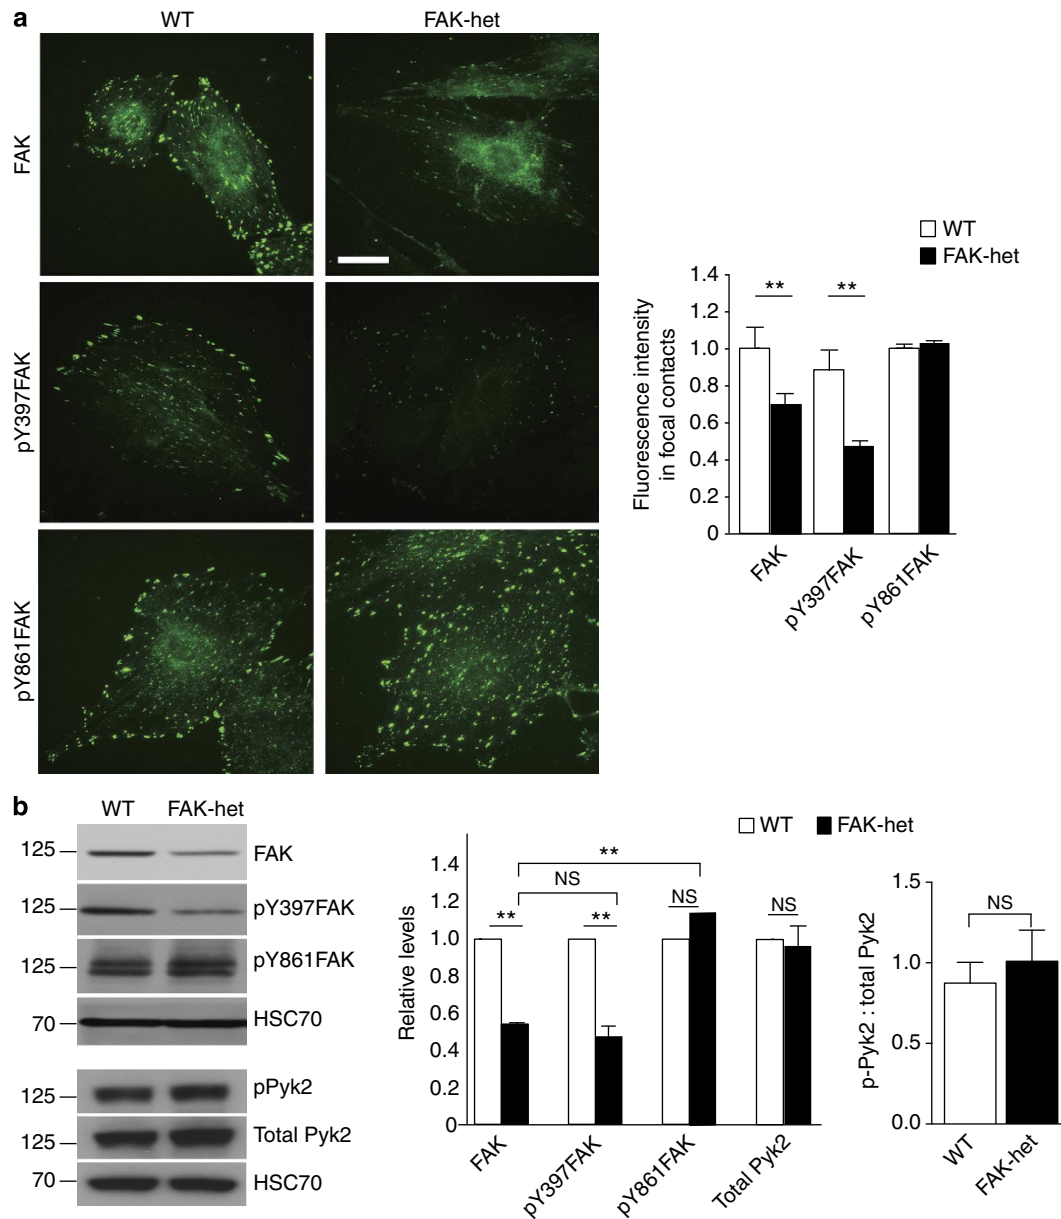 a
WT
FAK-het
FAK
pY397FAK
pY861FAK
WT
FAK-het
Fluorescence intensity
in focal contacts
1.4
1.2
1.0
0.8
0.6
0.4
0.2
0
**
**
FAK
pY397FAK
pY861FAK
b
WT
FAK-het
125
FAK
125
pY397FAK
125
pY861FAK
70
HSC70
125
pPyk2
125
Total Pyk2
70
HSC70
WT
FAK-het
Relative levels
1.4
1.2
1.0
0.8
0.6
0.4
0.2
0
**
NS
**
**
NS
NS
FAK
pY397FAK
pY861FAK
Total Pyk2
p-Pyk2 : total Pyk2
1.5
1.0
0.5
0.0
NS
WT
FAK-het